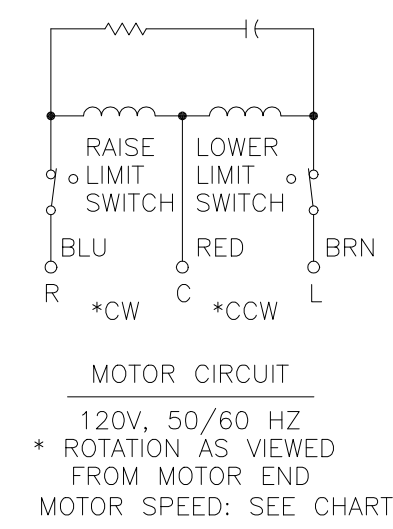 RAISE LOWER
LIMIT LIMIT
SWITCH SWITCH
BLU RED BRN
R C L
*CW *CCW
MOTOR CIRCUIT
120V, 50/60 HZ
* ROTATION AS VIEWED
FROM MOTOR END
MOTOR SPEED: SEE CHART